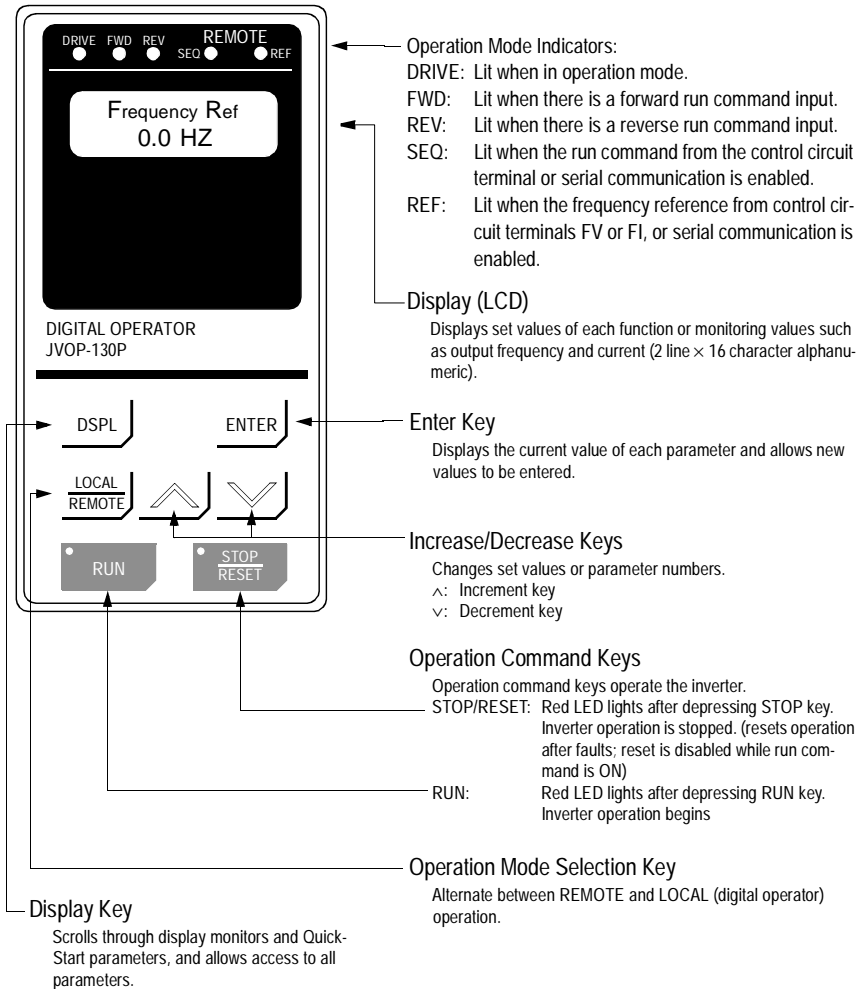 DRIVE FWD REV REMOTE
SEQ REF
Frequency Ref
0.0 HZ
DIGITAL OPERATOR
JVOP-130P
DSPL
ENTER
LOCAL
REMOTE
RUN
STOP
RESET
Operation Mode Indicators:
DRIVE: Lit when in operation mode.
FWD: Lit when there is a forward run command input.
REV: Lit when there is a reverse run command input.
SEQ: Lit when the run command from the control circuit
terminal or serial communication is enabled.
REF: Lit when the frequency reference from control cir-
cuit terminals FV or FI, or serial communication is
enabled.
Display (LCD)
Displays set values of each function or monitoring values such
as output frequency and current (2 line × 16 character alphanu-
meric).
Enter Key
Displays the current value of each parameter and allows new
values to be entered.
Increase/Decrease Keys
Changes set values or parameter numbers.
∧: Increment key
∨: Decrement key
Operation Command Keys
Operation command keys operate the inverter.
STOP/RESET: Red LED lights after depressing STOP key.
Inverter operation is stopped. (resets operation
after faults; reset is disabled while run com-
mand is ON)
RUN: Red LED lights after depressing RUN key.
Inverter operation begins
Operation Mode Selection Key
Alternate between REMOTE and LOCAL (digital operator)
operation.
Display Key
Scrolls through display monitors and Quick-
Start parameters, and allows access to all
parameters.